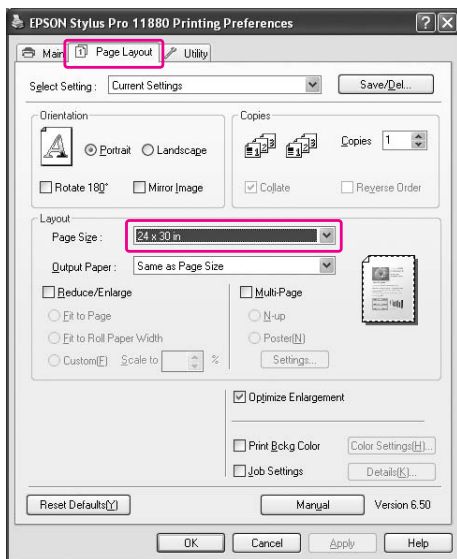 EPSON Stylus Pro 11880 Printing Preferences
Main
Page Layout
Utility
Select Setting :
Current Settings
Save/Del...
Orientation
Portrait
Landscape
Rotate 180°
Mirror Image
Copies
Copies
1
Collate
Reverse Order
Layout
Page Size :
24 x 30 in
Output Paper :
Same as Page Size
Reduce/Enlarge
Fit to Page
Fit to Roll Paper Width
Custom(F)
Scale to
%
Multi-Page
N-up
Poster(N)
Settings...
Optimize Enlargement
Print Bckg Color
Color Settings(H)...
Job Settings
Details(K)...
Reset Defaults(Y)
Manual
Version 6.50
OK
Cancel
Apply
Help